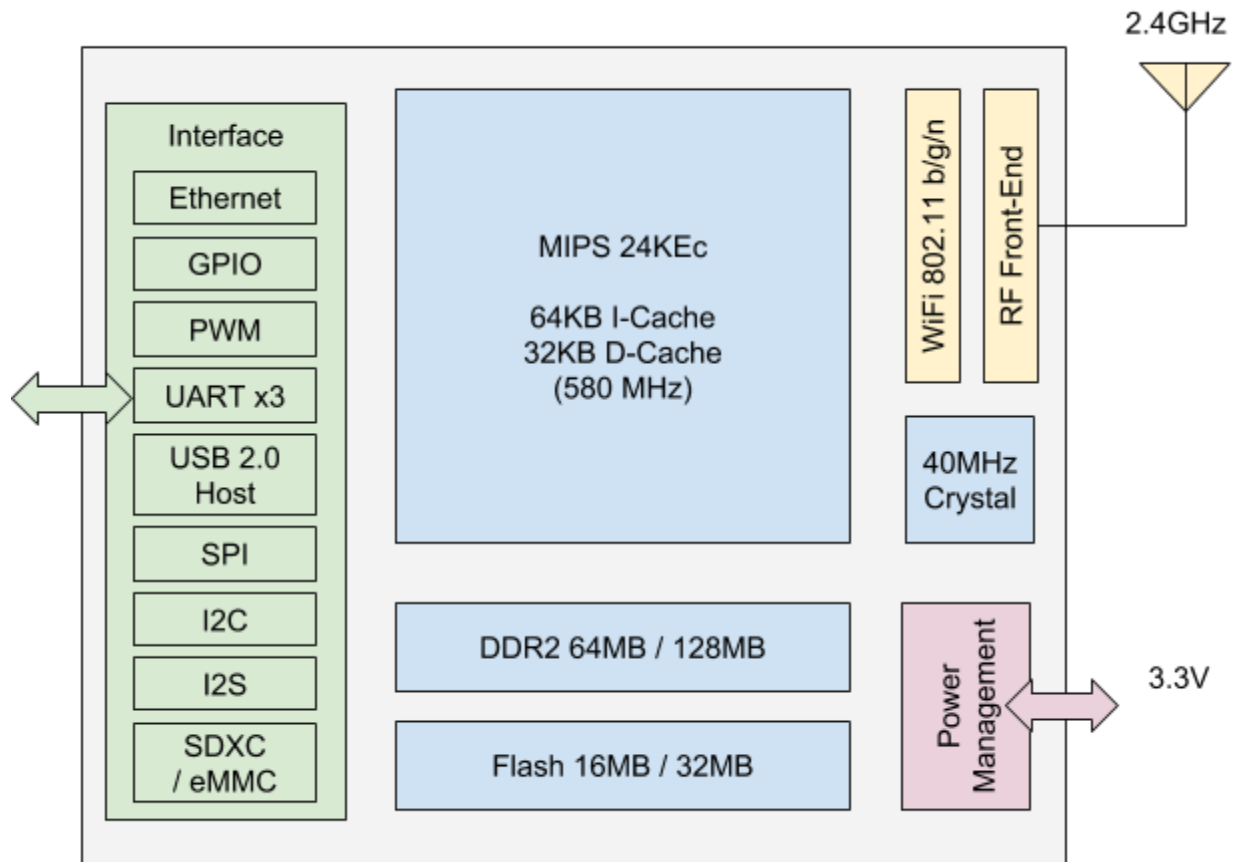 2.4GHz
Interface
Ethernet
GPIO
PWM
UART x3
USB 2.0
Host
SPI
I2C
I2S
SDXC
/ eMMC
MIPS 24KEc
64KB I-Cache
32KB D-Cache
(580 MHz)
DDR2 64MB / 128MB
Flash 16MB / 32MB
WiFi 802.11 b/g/n
RF Front-End
40MHz
Crystal
Power
Management
3.3V